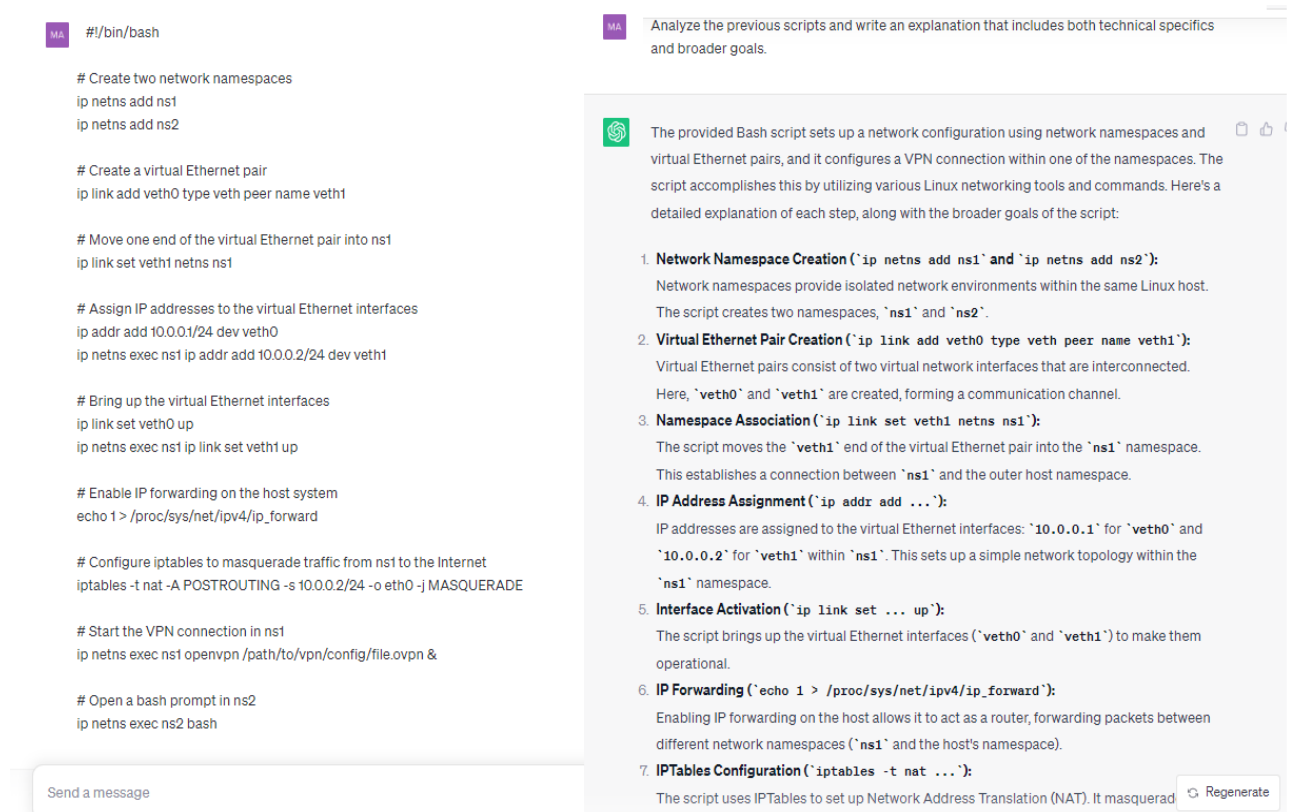 MA
#!/bin/bash
# Create two network namespaces
ip netns add ns1
ip netns add ns2
# Create a virtual Ethernet pair
ip link add veth0 type veth peer name veth1
# Move one end of the virtual Ethernet pair into ns1
ip link set veth1 netns ns1
# Assign IP addresses to the virtual Ethernet interfaces
ip addr add 10.0.0.1/24 dev veth0
ip netns exec ns1 ip addr add 10.0.0.2/24 dev veth1
# Bring up the virtual Ethernet interfaces
ip link set veth0 up
ip netns exec ns1 ip link set veth1 up
# Enable IP forwarding on the host system
echo 1 > /proc/sys/net/ipv4/ip_forward
# Configure iptables to masquerade traffic from ns1 to the Internet
iptables -t nat -A POSTROUTING -s 10.0.0.2/24 -o eth0 -j MASQUERADE
# Start the VPN connection in ns1
ip netns exec ns1 openvpn /path/to/vpn/config/file.ovpn &
# Open a bash prompt in ns2
ip netns exec ns2 bash
Send a message
MA
Analyze the previous scripts and write an explanation that includes both technical specifics
and broader goals.
The provided Bash script sets up a network configuration using network namespaces and
virtual Ethernet pairs, and it configures a VPN connection within one of the namespaces. The
script accomplishes this by utilizing various Linux networking tools and commands. Here's a
detailed explanation of each step, along with the broader goals of the script:
1. Network Namespace Creation (`ip netns add ns1` and `ip netns add ns2`):
Network namespaces provide isolated network environments within the same Linux host.
The script creates two namespaces, `ns1` and `ns2`.
2. Virtual Ethernet Pair Creation (`ip link add veth0 type veth peer name veth1`):
Virtual Ethernet pairs consist of two virtual network interfaces that are interconnected.
Here, `veth0` and `veth1` are created, forming a communication channel.
3. Namespace Association (`ip link set veth1 netns ns1`):
The script moves the `veth1` end of the virtual Ethernet pair into the `ns1` namespace.
This establishes a connection between `ns1` and the outer host namespace.
4. IP Address Assignment (`ip addr add ...`):
IP addresses are assigned to the virtual Ethernet interfaces: `10.0.0.1` for `veth0` and
`10.0.0.2` for `veth1` within `ns1`. This sets up a simple network topology within the
`ns1` namespace.
5. Interface Activation (`ip link set ... up`):
The script brings up the virtual Ethernet interfaces (`veth0` and `veth1`) to make them
operational.
6. IP Forwarding (`echo 1 > /proc/sys/net/ipv4/ip_forward`):
Enabling IP forwarding on the host allows it to act as a router, forwarding packets between
different network namespaces (`ns1` and the host's namespace).
7. IPTables Configuration (`iptables -t nat ...`):
The script uses IPTables to set up Network Address Translation (NAT). It masquerad
Regenerate